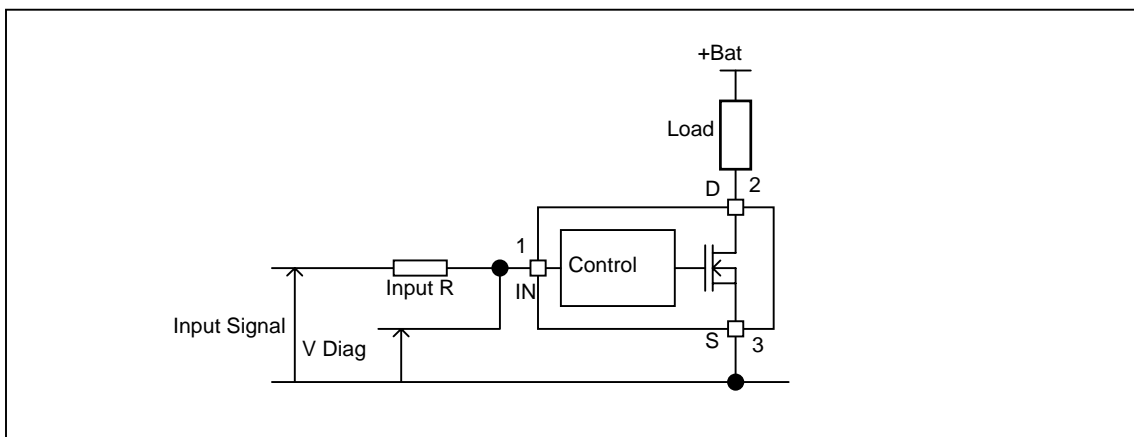 +Bat
Load
D 2
1
Control
Input R
IN
Input Signal
V Diag
S 3